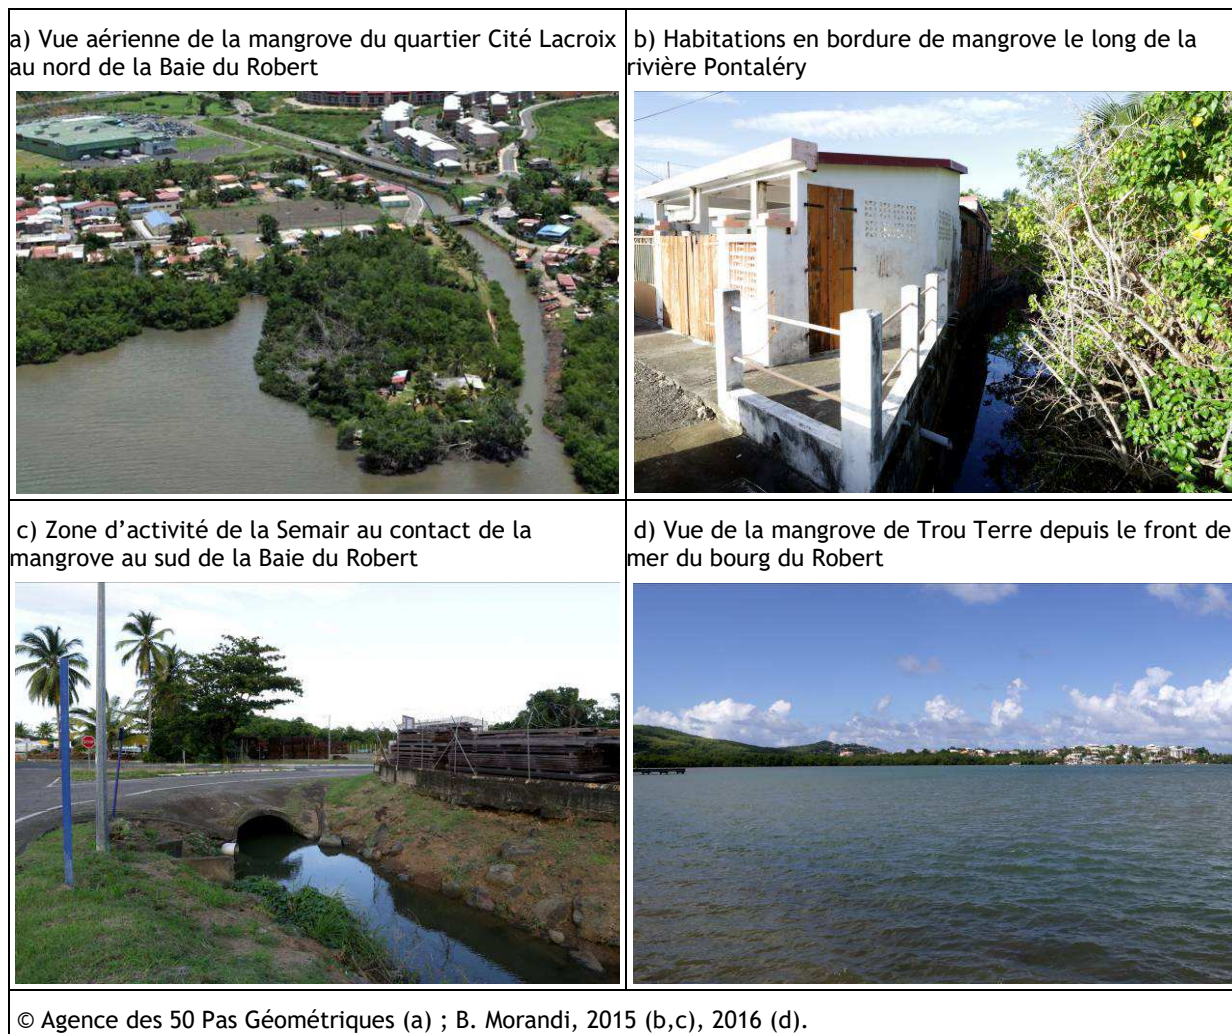 a) Vue aérienne de la mangrove du quartier Cité Lacroix
au nord de la Baie du Robert
b) Habitations en bordure de mangrove le long de la
rivière Pontaléry
c) Zone d'activité de la Semair au contact de la
mangrove au sud de la Baie du Robert
d) Vue de la mangrove de Trou Terre depuis le front de
mer du bourg du Robert
© Agence des 50 Pas Géométriques (a) ; B. Morandi, 2015 (b,c), 2016 (d).